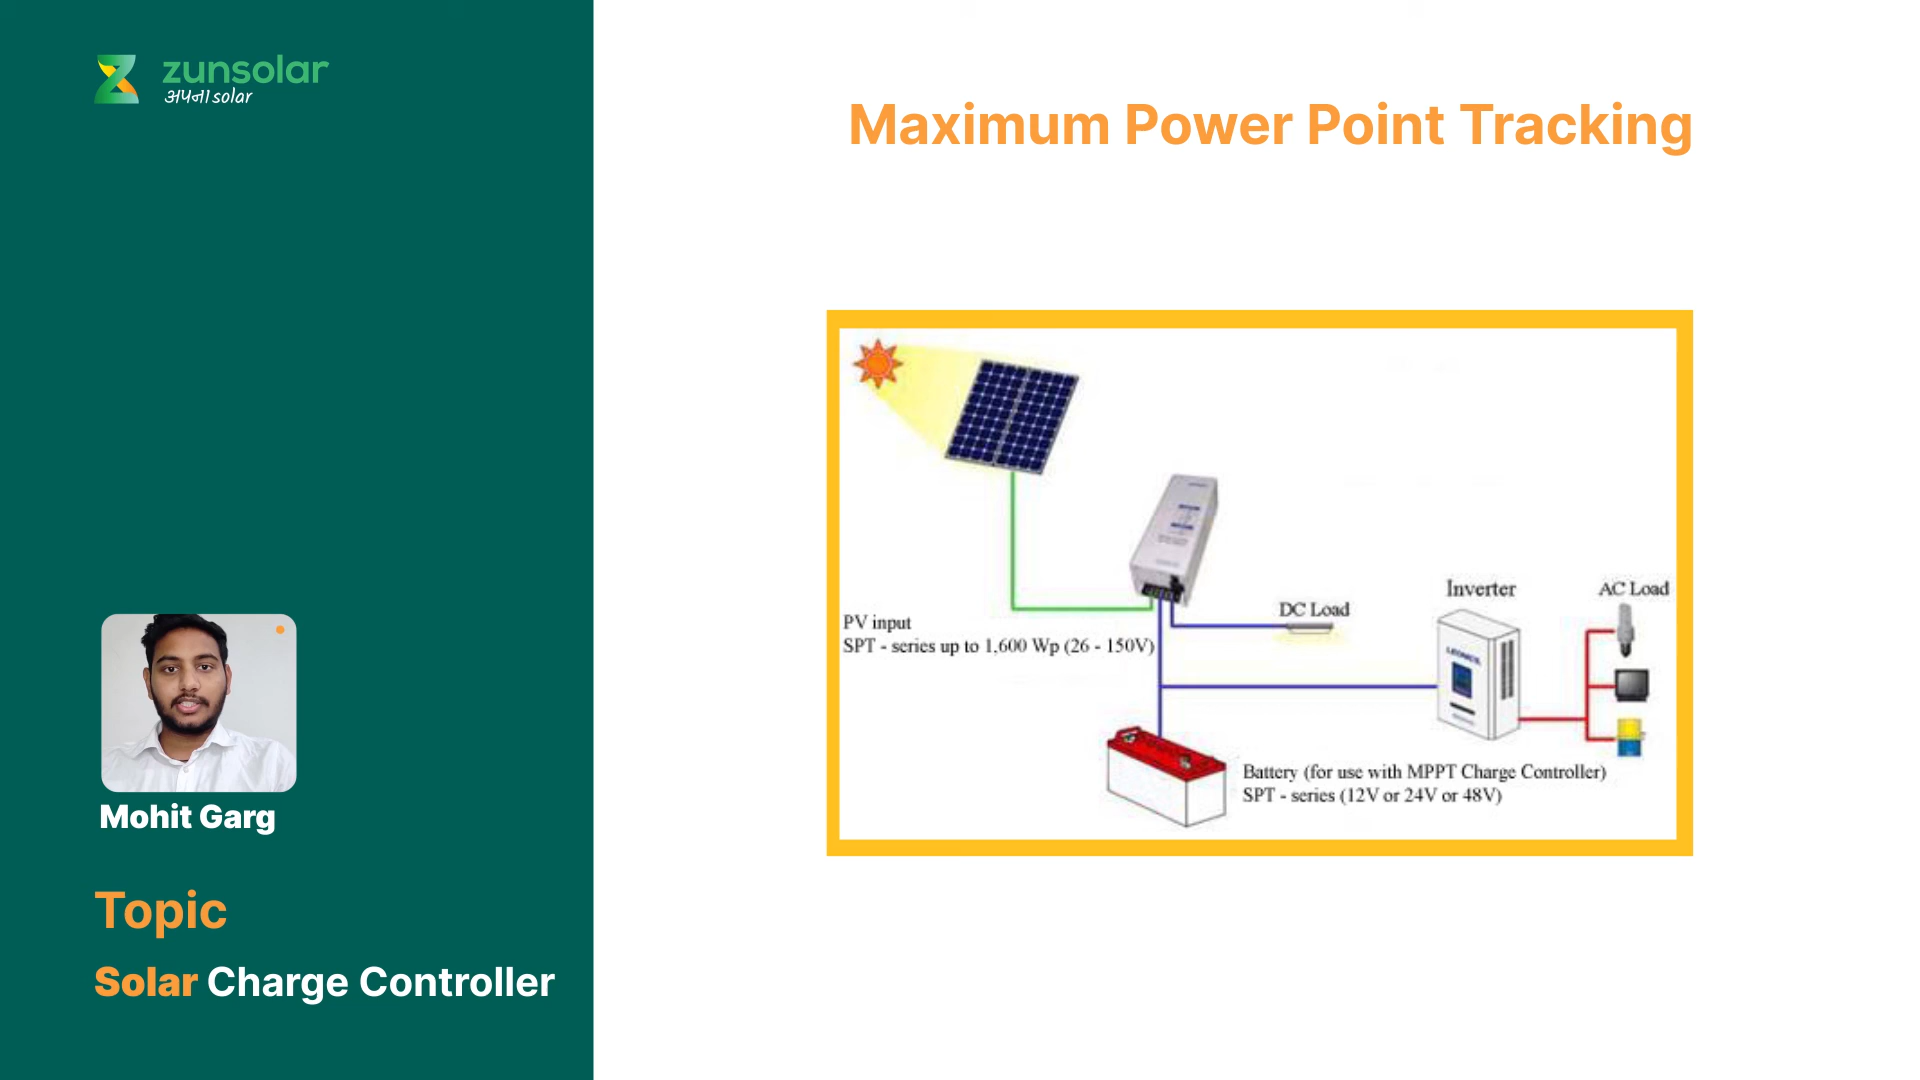 zunsolar
अपना solar
Maximum Power Point Tracking
PV input
SPT - series up to 1,600 Wp (26 - 150V)
DC Load
Inverter
AC Load
LEONICS
Battery (for use with MPPT Charge Controller)
SPT - series (12V or 24V or 48V)
Mohit Garg
Topic
Solar Charge Controller